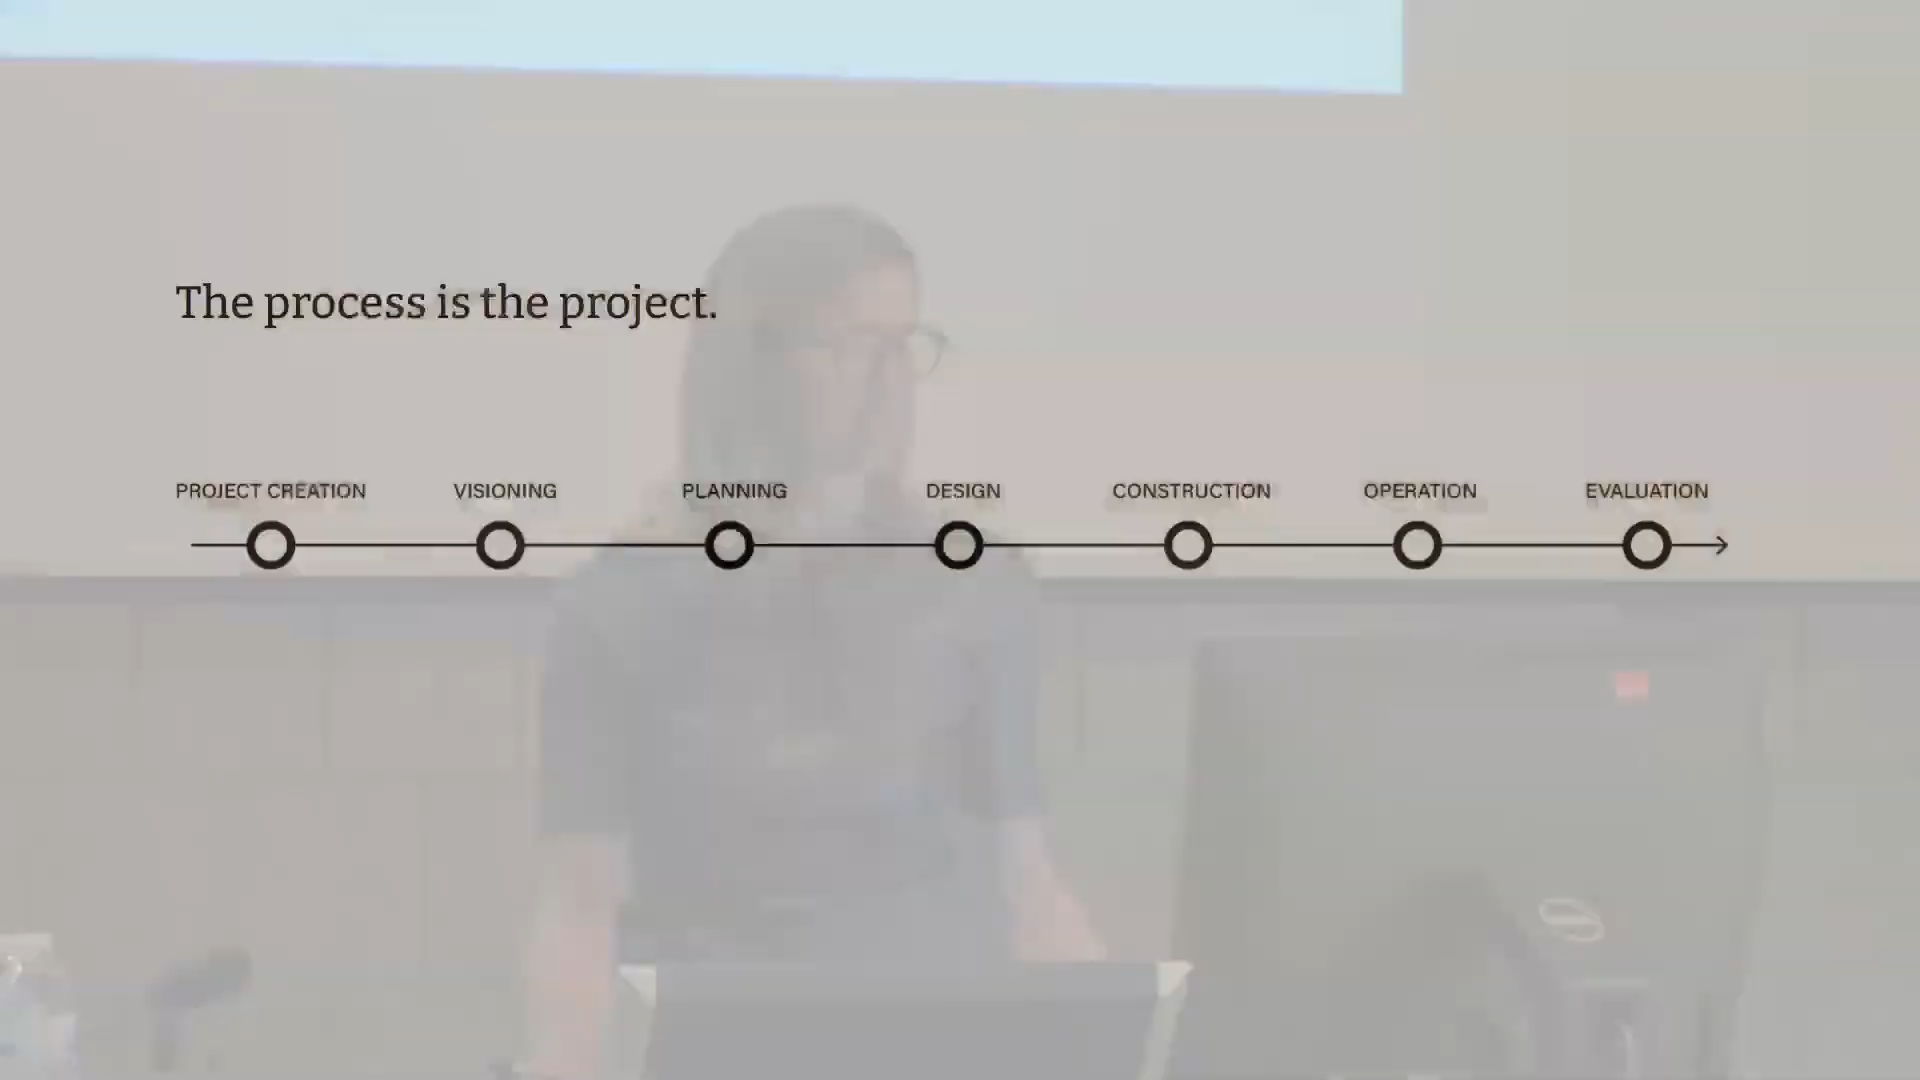 The process is the project.
PROJECT CREATION
VISIONING
PLANNING
DESIGN
CONSTRUCTION
OPERATION
EVALUATION